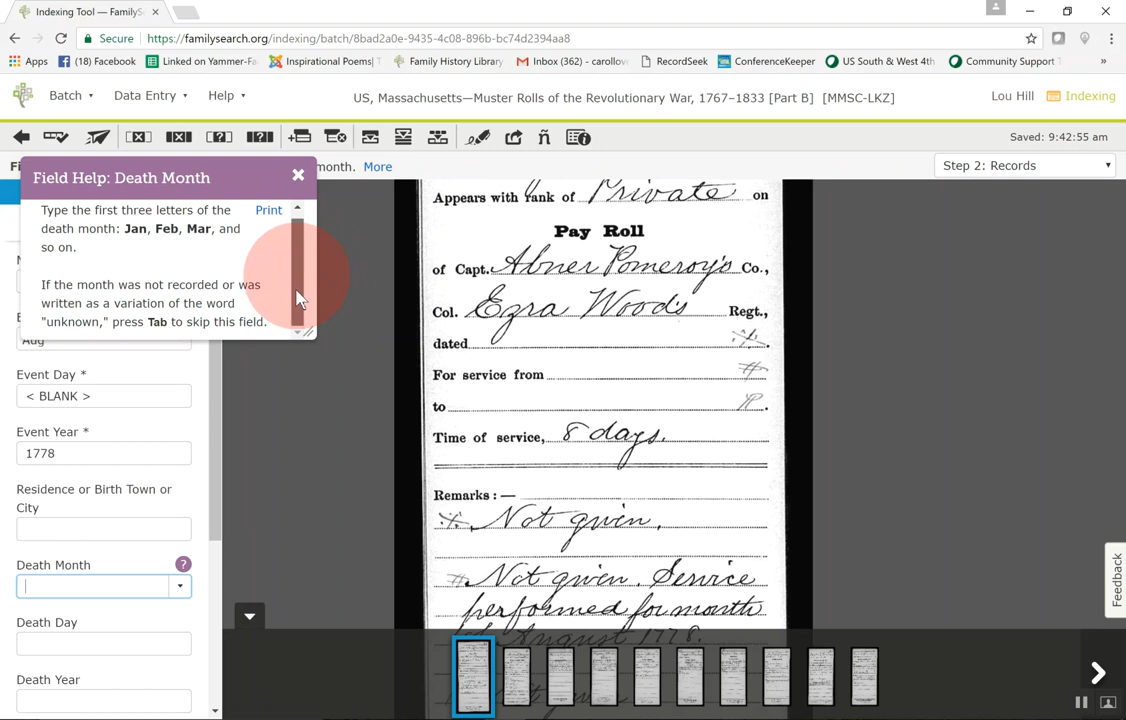 Indexing Tool — FamilyS
Secure https://familysearch.org/indexing/batch/8bad2a0e-9435-4c08-896b-bc74d2394aa8
Apps (18) Facebook Linked on Yammer-Fa Inspirational Poems| T Family History Library Inbox (362) - carollov RecordSeek ConferenceKeeper US South & West 4th Community Support T »
Batch Data Entry Help US, Massachusetts—Muster Rolls of the Revolutionary War, 1767–1833 [Part B] [MMSC-LKZ] Lou Hill Indexing
Saved: 9:42:55 am
month. More Step 2: Records
Field Help: Death Month
Type the first three letters of the Print
death month: Jan, Feb, Mar, and
so on.
If the month was not recorded or was
written as a variation of the word
"unknown," press Tab to skip this field.
Aug
Event Day *
< BLANK >
Event Year *
1778
Residence or Birth Town or
City
Death Month ?
Death Day
Death Year
Appears with rank of Private on
Pay Roll
of Capt. Abner Pomeroy's Co.,
Col. Ezra Wood's Regt.,
dated
For service from #
to
Time of service, 8 days.
Remarks : —
Not given.
# Not given. Service
performed for month
of August 1778.
Feedback